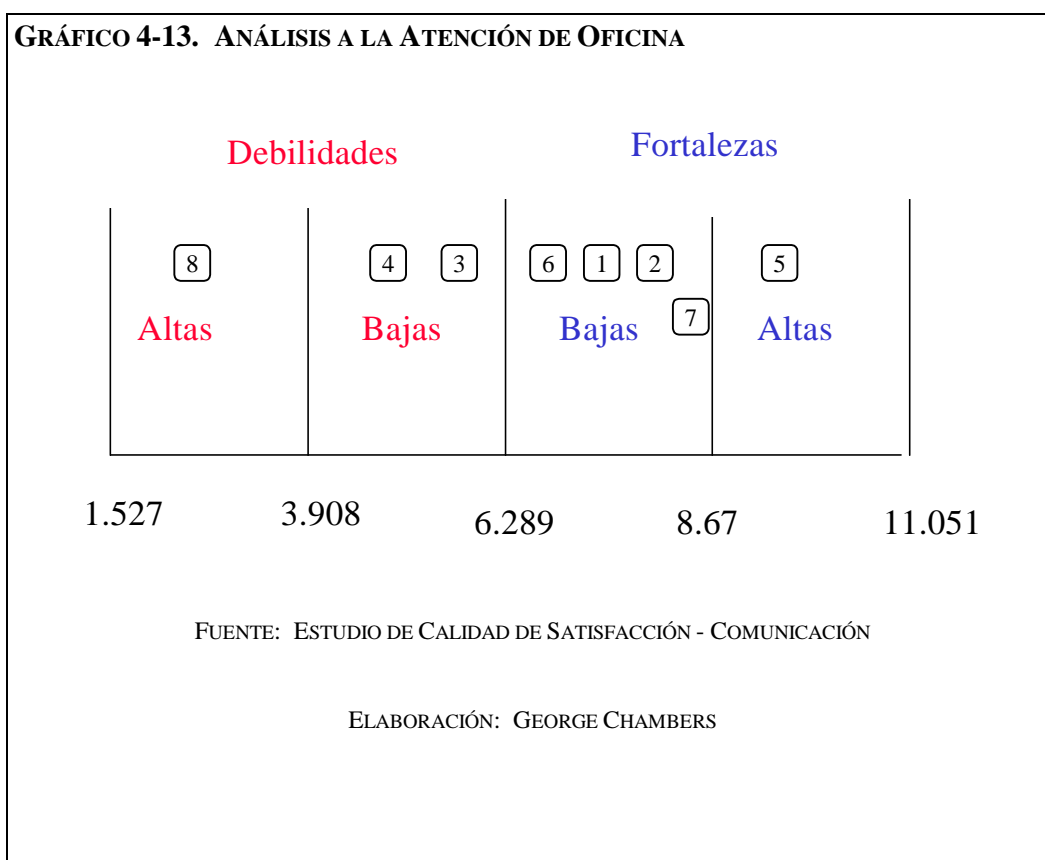 GRÁFICO 4-13. ANÁLISIS A LA ATENCIÓN DE OFICINA
Debilidades Fortalezas
8 4 3 6 1 2 5
7
Altas Bajas Bajas Altas
1.527 3.908 6.289 8.67 11.051
FUENTE: ESTUDIO DE CALIDAD DE SATISFACCIÓN - COMUNICACIÓN
ELABORACIÓN: GEORGE CHAMBERS